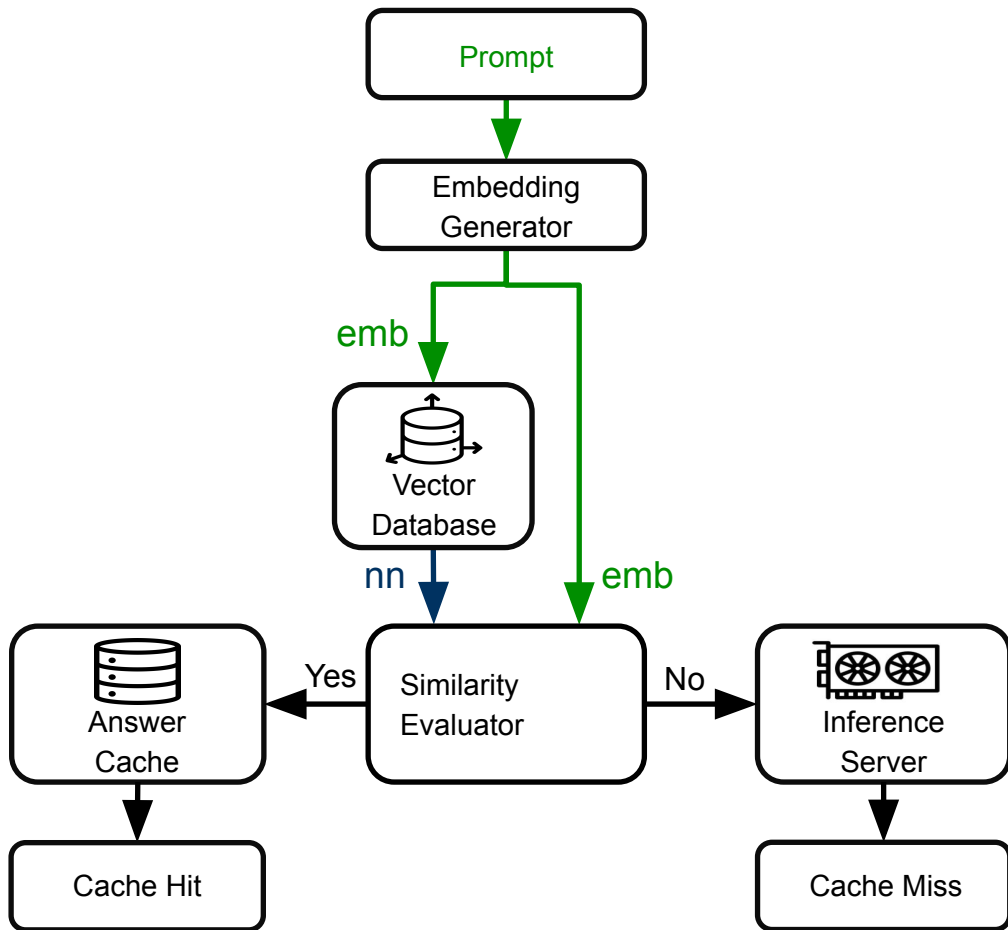 Prompt
Embedding
Generator
emb
Vector
Database
nn
emb
Yes
Similarity
Evaluator
No
Answer
Cache
Inference
Server
Cache Hit
Cache Miss